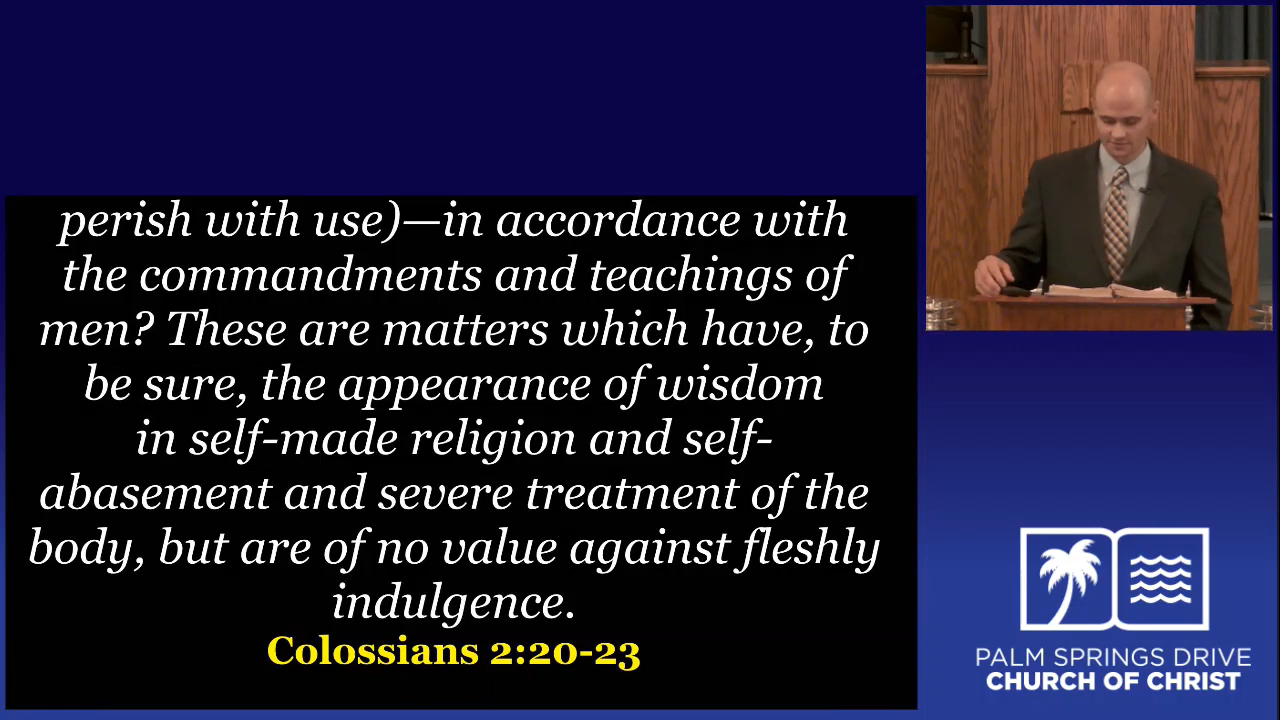 perish with use)—in accordance with
the commandments and teachings of
men? These are matters which have, to
be sure, the appearance of wisdom
in self-made religion and self-
abasement and severe treatment of the
body, but are of no value against fleshly
indulgence.
Colossians 2:20-23
PALM SPRINGS DRIVE
CHURCH OF CHRIST